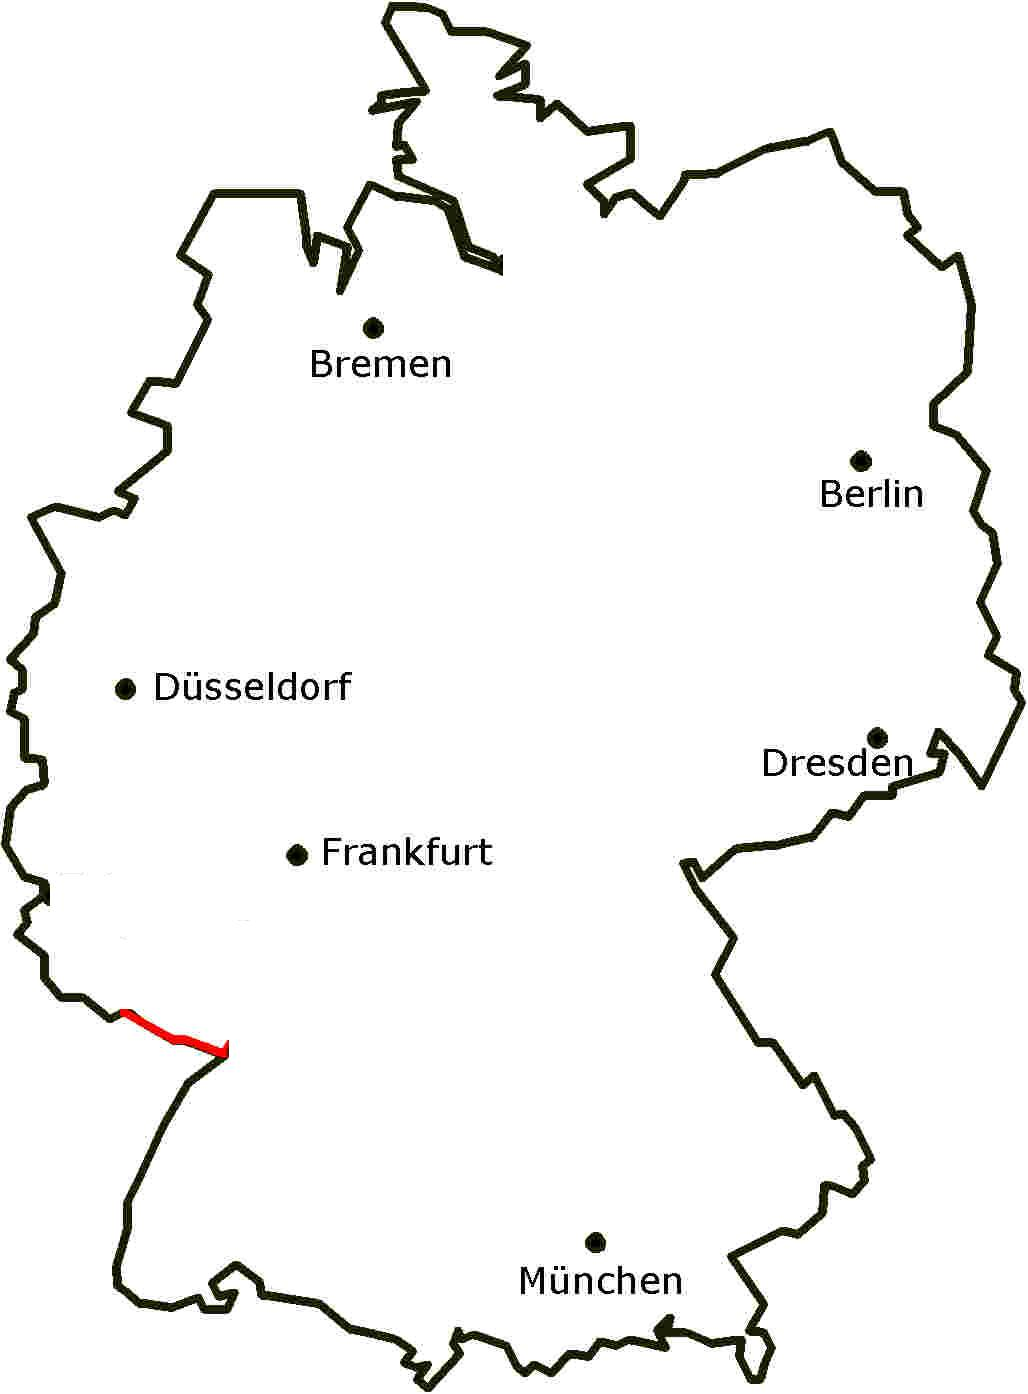 Bremen
Berlin
Düsseldorf
Dresden
Frankfurt
München